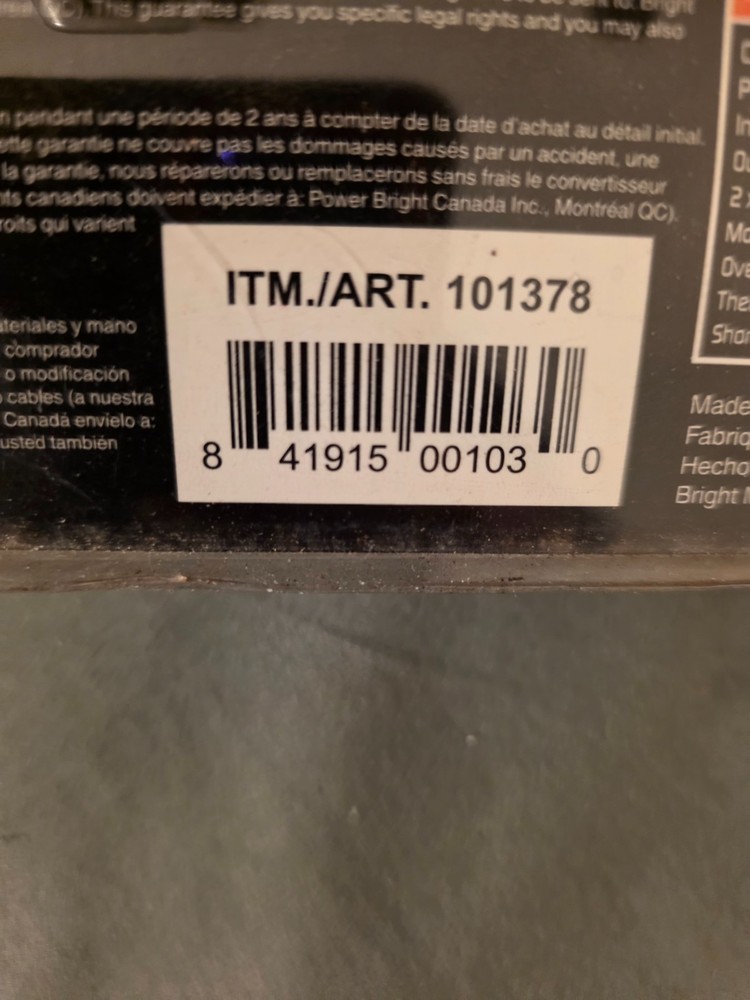 This guarantee gives you specific legal rights and you may also
pendant une période de 2 ans à compter de la date d'achat au détail initial.
garantie ne couvre pas les dommages causés par un accident, une
la garantie, nous réparerons ou remplacerons sans frais le convertisseur
canadiens doivent expédier à: Power Bright Canada Inc., Montréal QC).
qui varient
ITM./ART. 101378
8 41915 00103 0
y mano
comprador
o modificación
cables (a nuestra
Canadá envíelo a:
usted también
2
The
Made
Hecho
Bright